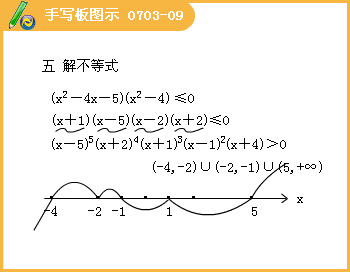 手写板图示 0703-09
五 解不等式
(x²−4x−5)(x²−4)≤0
(x+1)(x−5)(x−2)(x+2)≤0
(x−5)⁵(x+2)⁴(x+1)³(x−1)²(x+4)>0
(-4,-2)∪(-2,-1)∪(5,+∞)
-4 -2 -1 1 5 x